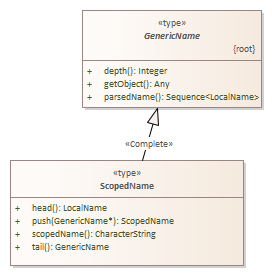 «type»
GenericName
{root}
+ depth(): Integer
+ getObject(): Any
+ parsedName(): Sequence<LocalName>
«Complete»
«type»
ScopedName
+ head(): LocalName
+ push(GenericName*): ScopedName
+ scopedName(): CharacterString
+ tail(): GenericName